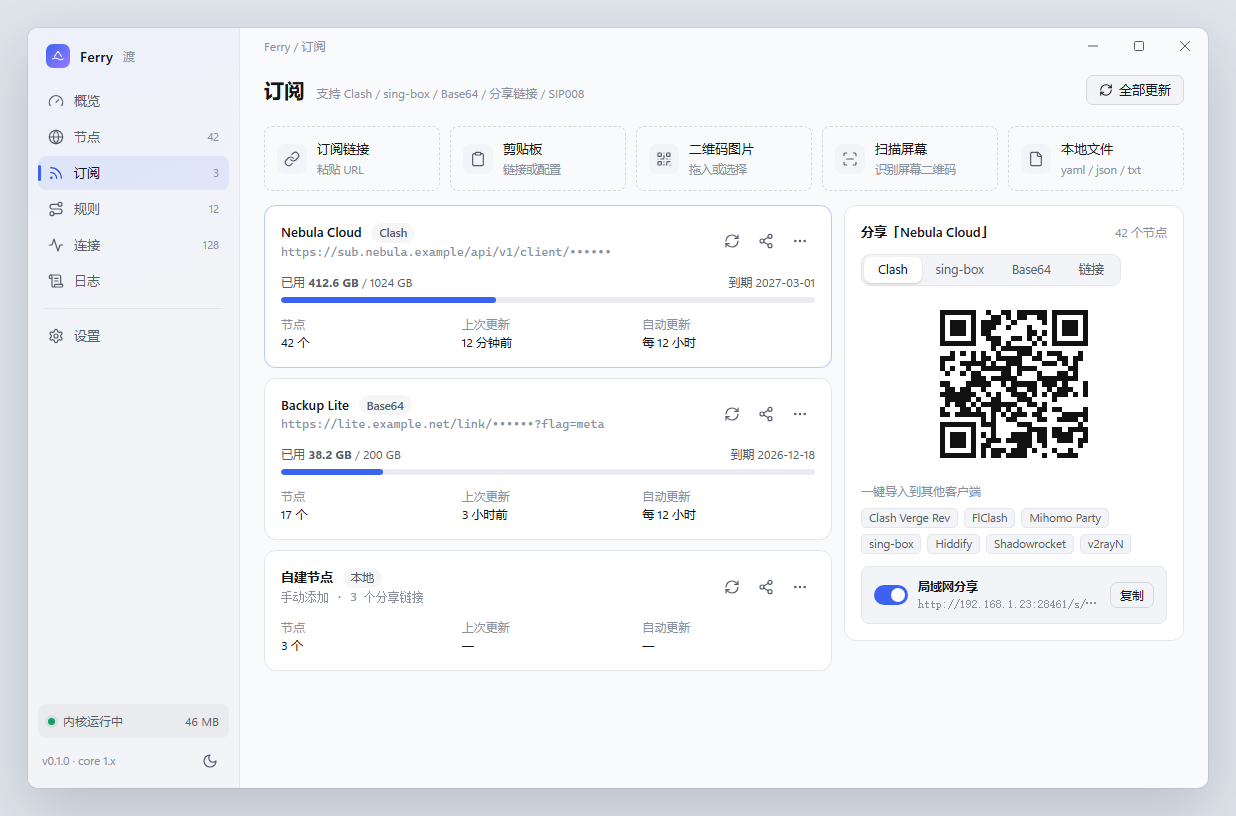 Ferry 渡
概览
节点 42
订阅 3
规则 12
连接 128
日志
设置
内核运行中 46 MB
v0.1.0 · core 1.x
Ferry / 订阅
订阅 支持 Clash / sing-box / Base64 / 分享链接 / SIP008
全部更新
订阅链接
粘贴 URL
剪贴板
链接或配置
二维码图片
拖入或选择
扫描屏幕
识别屏幕二维码
本地文件
yaml / json / txt
Nebula Cloud Clash
https://sub.nebula.example/api/v1/client/••••••
已用 412.6 GB / 1024 GB 到期 2027-03-01
节点 上次更新 自动更新
42 个 12 分钟前 每 12 小时
Backup Lite Base64
https://lite.example.net/link/••••••?flag=meta
已用 38.2 GB / 200 GB 到期 2026-12-18
节点 上次更新 自动更新
17 个 3 小时前 每 12 小时
自建节点 本地
手动添加 · 3 个分享链接
节点 上次更新 自动更新
3 个 — —
分享「Nebula Cloud」 42 个节点
Clash sing-box Base64 链接
一键导入到其他客户端
Clash Verge Rev FlClash Mihomo Party
sing-box Hiddify Shadowrocket v2rayN
局域网分享
http://192.168.1.23:28461/s/…
复制